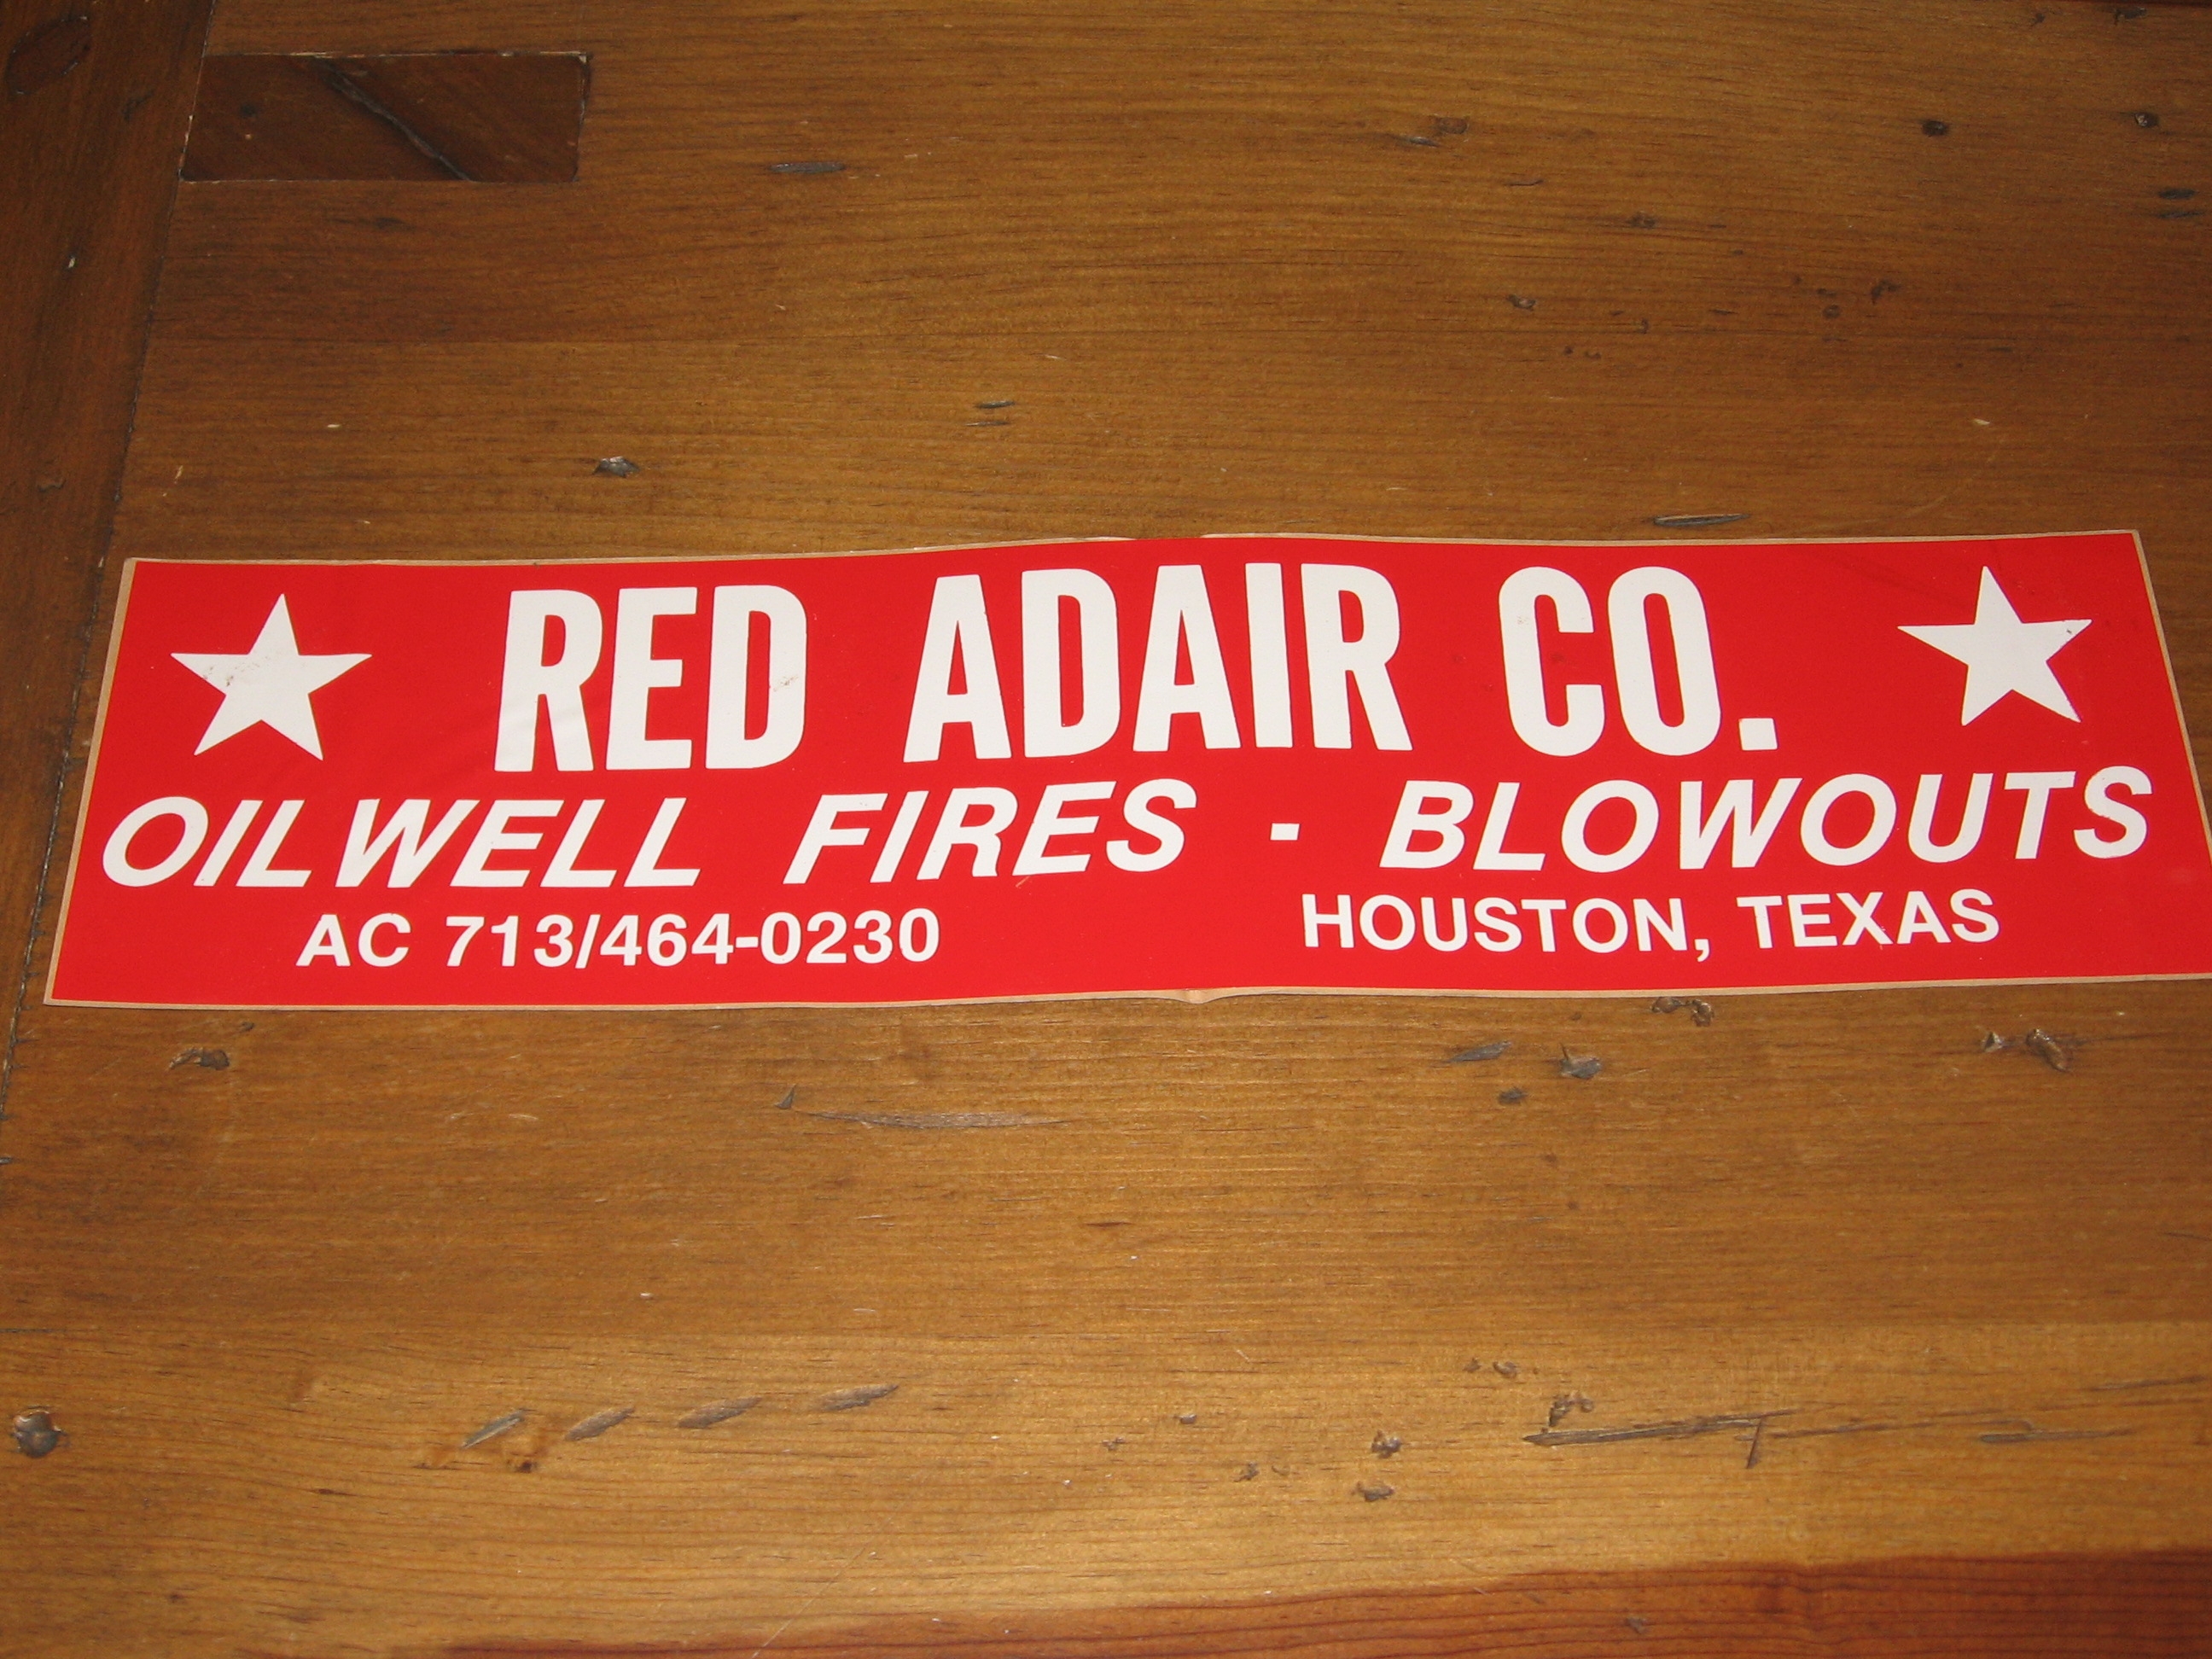 RED ADAIR CO.
OILWELL FIRES - BLOWOUTS
AC 713/464-0230 HOUSTON, TEXAS